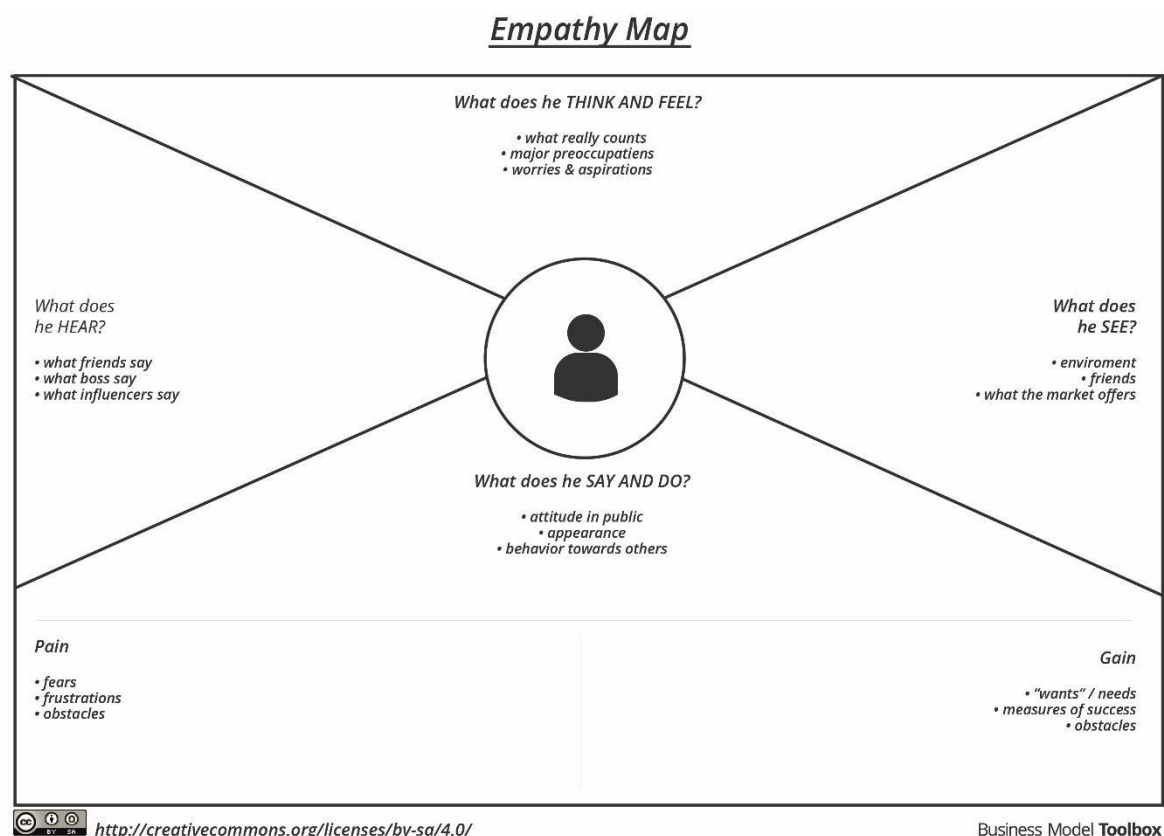 Empathy Map
What does he THINK AND FEEL?
• what really counts
• major preoccupatiens
• worries & aspirations
What does
he HEAR?
• what friends say
• what boss say
• what influencers say
What does
he SEE?
• enviroment
• friends
• what the market offers
What does he SAY AND DO?
• attitude in public
• appearance
• behavior towards others
Pain
• fears
• frustrations
• obstacles
Gain
• “wants“ / needs
• measures of success
• obstacles
cc BY SA
http://creativecommons.org/licenses/by-sa/4.0/
Business Model Toolbox